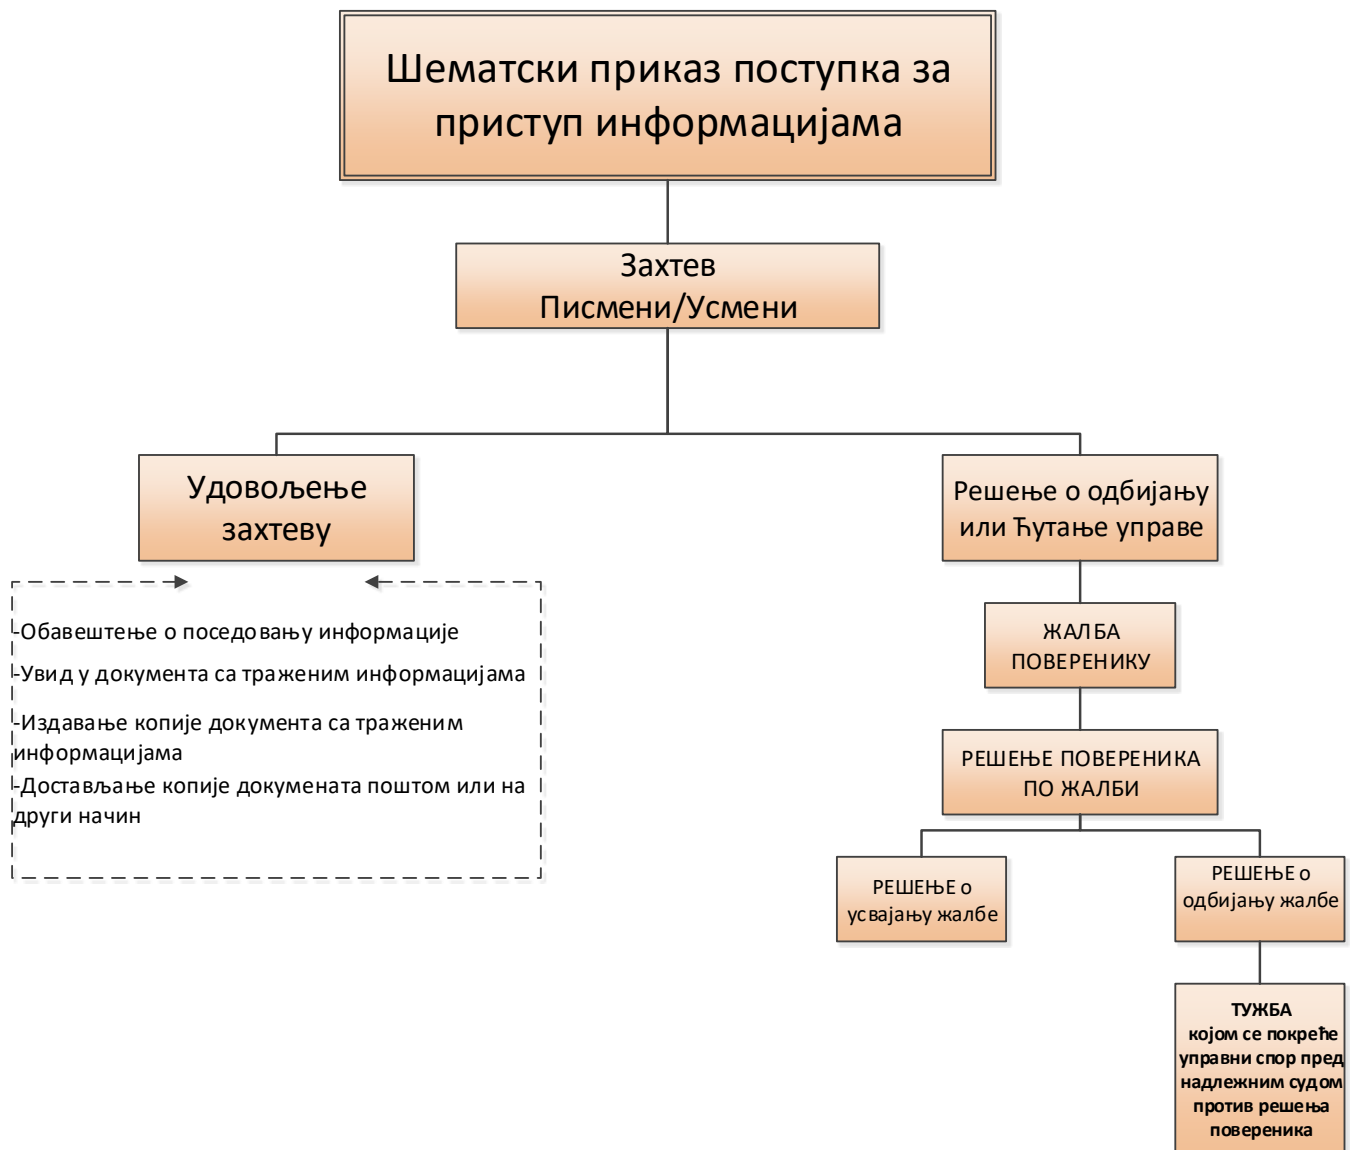 Шематски приказ поступка за
приступ информацијама
Захтев
Писмени/Усмени
Удовољење
захтеву
-Обавештење о поседовању информације
-Увид у документа са траженим информацијама
-Издавање копије документа са траженим
информацијама
-Достављање копије докумената поштом или на
други начин
Решење о одбијању
или Ћутање управе
ЖАЛБА
ПОВЕРЕНИКУ
РЕШЕЊЕ ПОВЕРЕНИКА
ПО ЖАЛБИ
РЕШЕЊЕ о
усвајању жалбе
РЕШЕЊЕ о
одбијању жалбе
ТУЖБА
којом се покреће
управни спор пред
надлежним судом
против решења
повереника